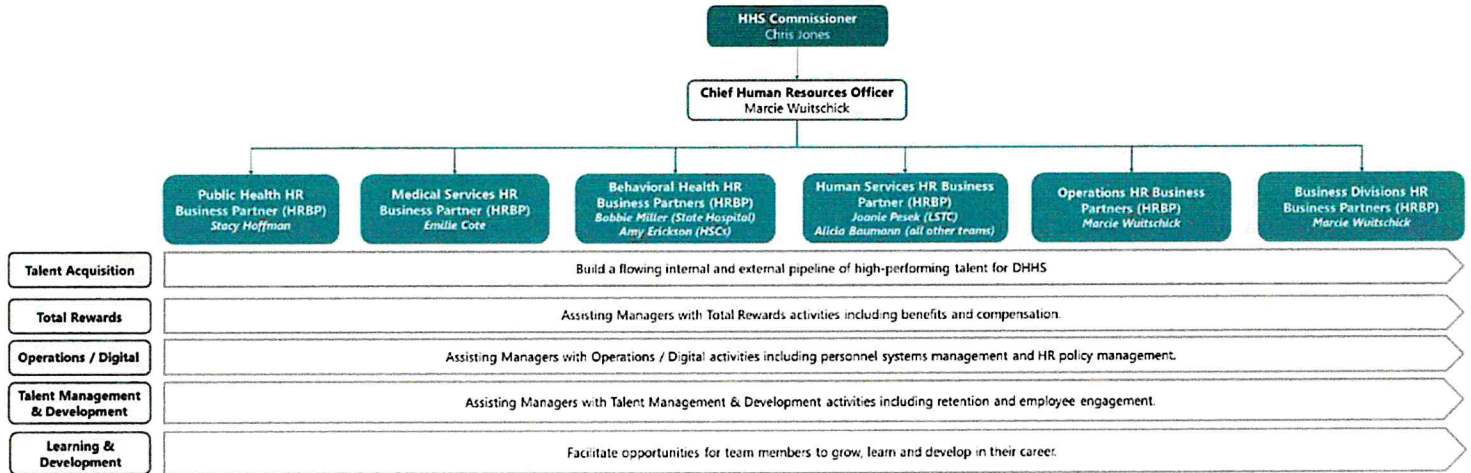 HHS Commissioner
Chris Jones
Chief Human Resources Officer
Marcie Wuitschick
Public Health HR
Business Partner (HRBP)
Stacy Hoffman
Medical Services HR
Business Partner (HRBP)
Emilie Cote
Behavioral Health HR
Business Partners (HRBP)
Bobbie Miller (State Hospital)
Amy Erickson (HSCs)
Human Services HR Business
Partner (HRBP)
Joanie Pesek (LSTC)
Alicia Baumann (all other teams)
Operations HR Business
Partners (HRBP)
Marcie Wuitschick
Business Divisions HR
Business Partners (HRBP)
Marcie Wuitschick
Talent Acquisition
Build a flowing internal and external pipeline of high-performing talent for DHHS
Total Rewards
Assisting Managers with Total Rewards activities including benefits and compensation.
Operations / Digital
Assisting Managers with Operations / Digital activities including personnel systems management and HR policy management.
Talent Management
& Development
Assisting Managers with Talent Management & Development activities including retention and employee engagement.
Learning &
Development
Facilitate opportunities for team members to grow, learn and develop in their career.